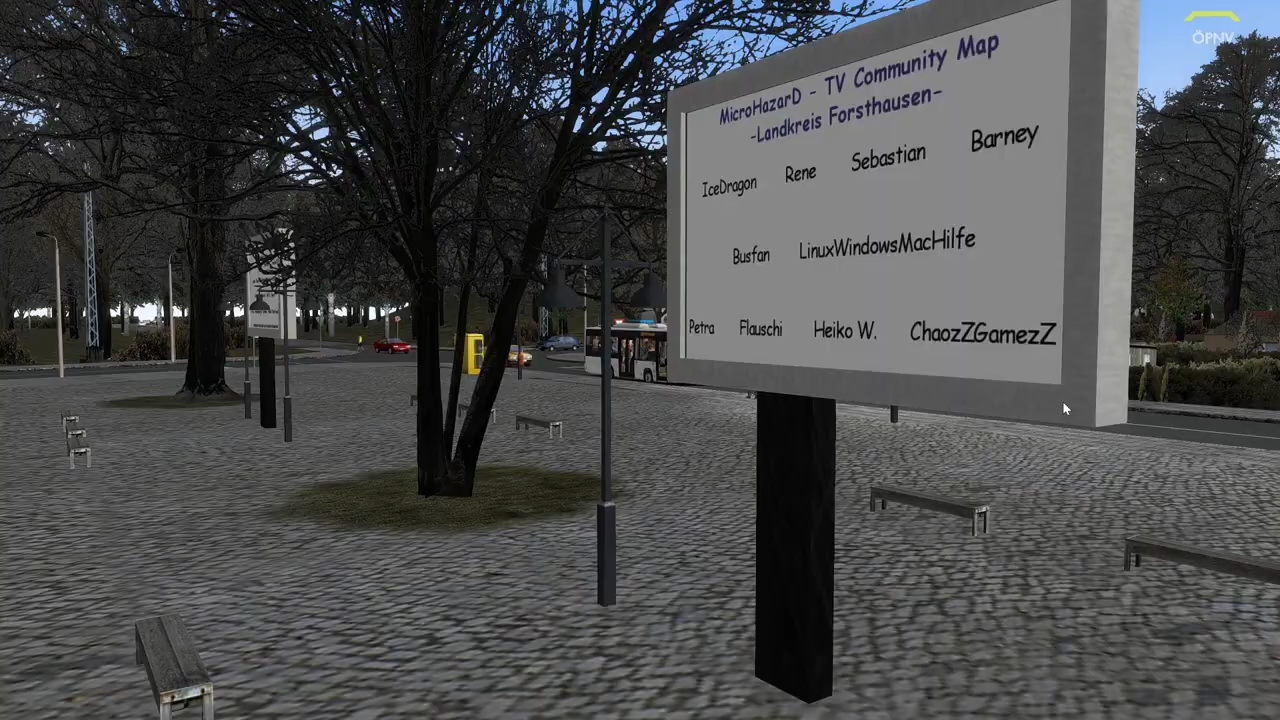 ÖPNV
MicroHazarD - TV Community Map
-Landkreis Forsthausen-
IceDragon Rene Sebastian Barney
Busfan LinuxWindowsMacHilfe
Petra Flauschi Heiko W. ChaozZGamezZ